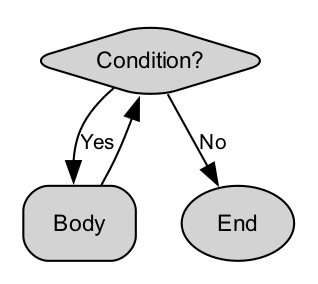 Condition?
Yes
No
Body
End